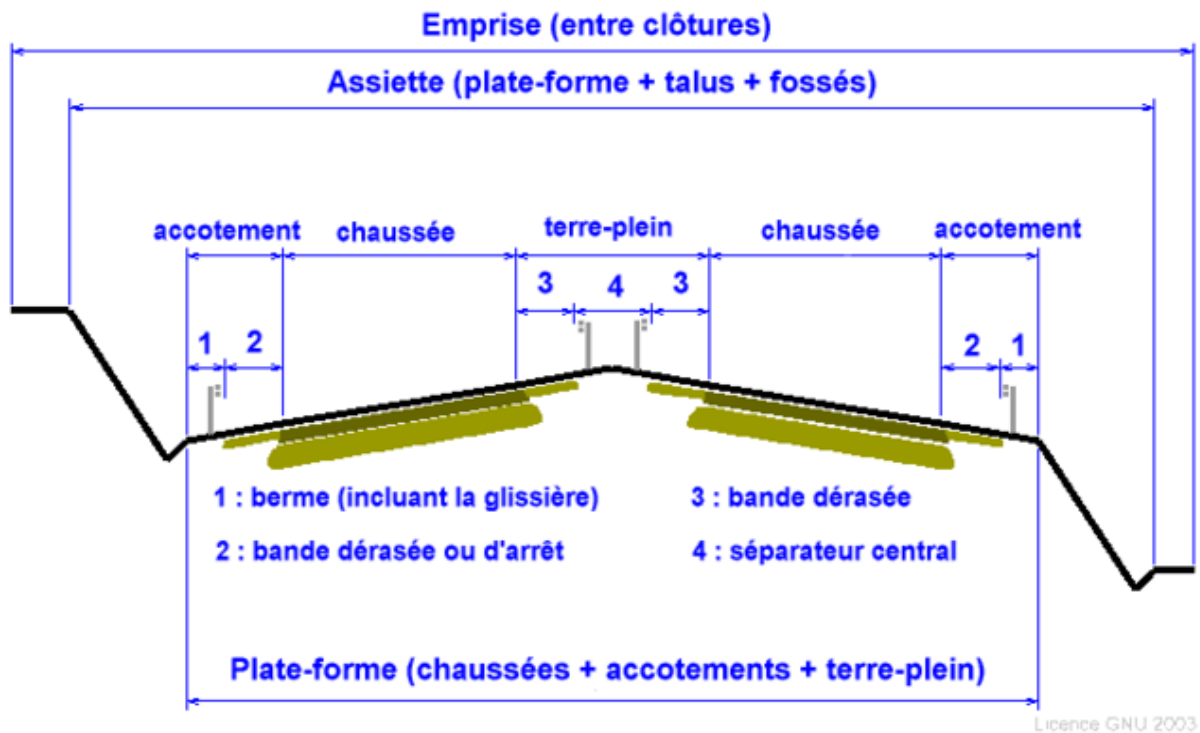 Emprise (entre clôtures)
Assiette (plate-forme + talus + fossés)
accotement chaussée terre-plein chaussée accotement
3 4 3
1 2 2 1
1 : berme (incluant la glissière) 3 : bande dérasée
2 : bande dérasée ou d'arrêt 4 : séparateur central
Plate-forme (chaussées + accotements + terre-plein)
Licence GNU 2003